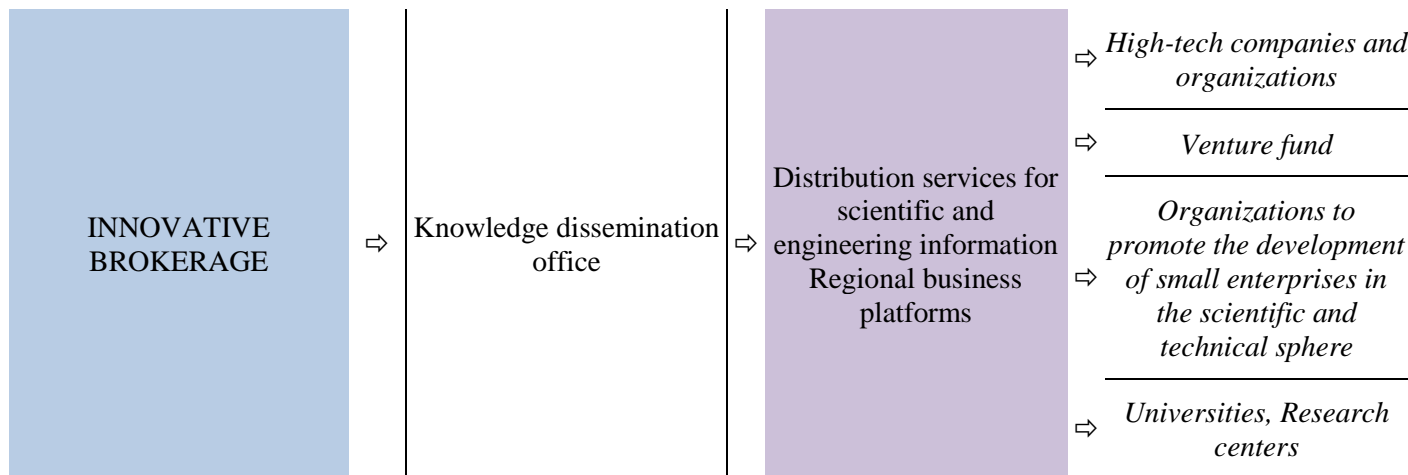 INNOVATIVE
BROKERAGE
⇨
Knowledge dissemination
office
⇨
Distribution services for
scientific and
engineering information
Regional business
platforms
⇨
High-tech companies and
organizations
⇨
Venture fund
⇨
Organizations to
promote the development
of small enterprises in
the scientific and
technical sphere
⇨
Universities, Research
centers